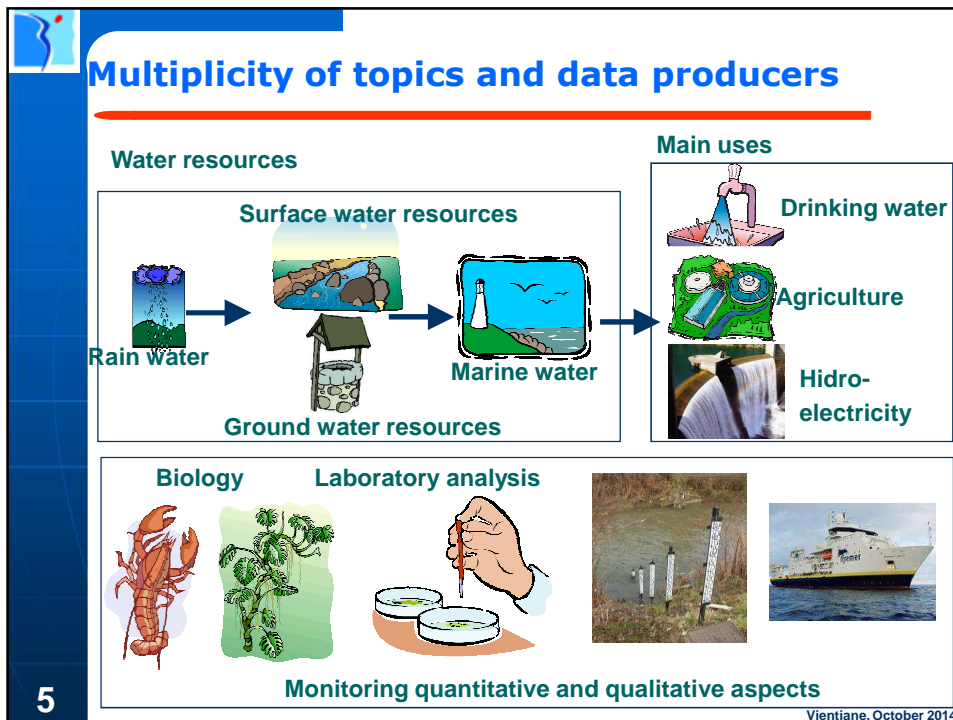 Multiplicity of topics and data producers
Water resources
Main uses
Surface water resources
Rain water
Ground water resources
Marine water
Drinking water
Agriculture
Hidro-
electricity
Biology
Laboratory analysis
Ifremer
Monitoring quantitative and qualitative aspects
5
Vientiane, October 2014